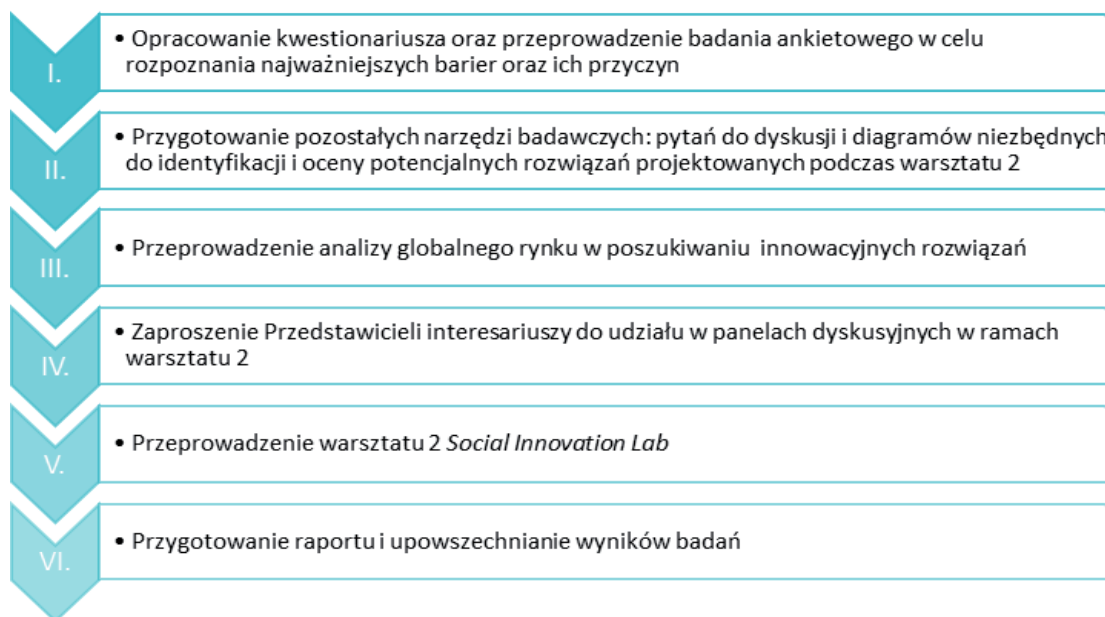 I.
• Opracowanie kwestionariusza oraz przeprowadzenie badania ankietowego w celu
rozpoznania najważniejszych barier oraz ich przyczyn
II.
• Przygotowanie pozostałych narzędzi badawczych: pytań do dyskusji i diagramów niezbędnych
do identyfikacji i oceny potencjalnych rozwiązań projektowanych podczas warsztatu 2
III.
• Przeprowadzenie analizy globalnego rynku w poszukiwaniu innowacyjnych rozwiązań
IV.
• Zaproszenie Przedstawicieli interesariuszy do udziału w panelach dyskusyjnych w ramach
warsztatu 2
V.
• Przeprowadzenie warsztatu 2 Social Innovation Lab
VI.
• Przygotowanie raportu i upowszechnianie wyników badań